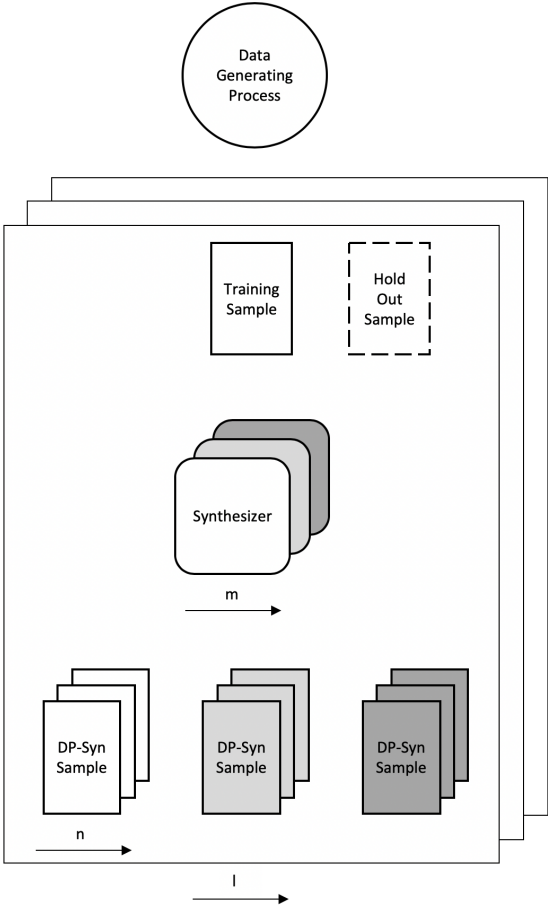 Data
Generating
Process
Training
Sample
Hold
Out
Sample
Synthesizer
m
DP-Syn
Sample
DP-Syn
Sample
DP-Syn
Sample
n
l